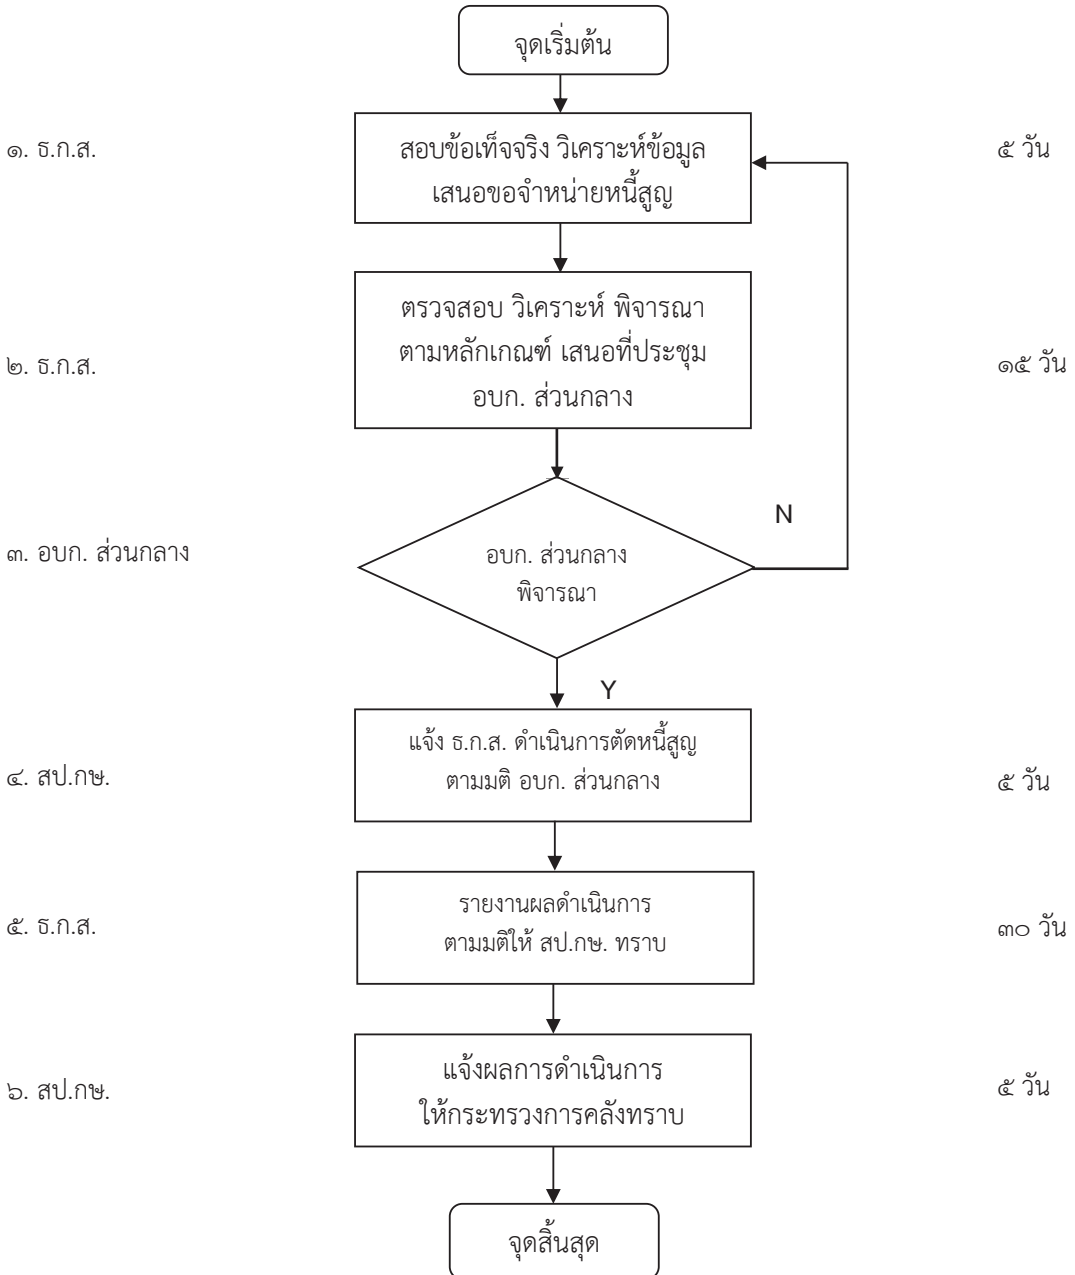 จุดเริ่มต้น
๑. ธ.ก.ส.
สอบข้อเท็จจริง วิเคราะห์ข้อมูล
เสนอขอจำหน่ายหนี้สูญ
๕ วัน
๒. ธ.ก.ส.
ตรวจสอบ วิเคราะห์ พิจารณา
ตามหลักเกณฑ์ เสนอที่ประชุม
อบก. ส่วนกลาง
๑๕ วัน
N
๓. อบก. ส่วนกลาง
อบก. ส่วนกลาง
พิจารณา
Y
๔. สป.กษ.
แจ้ง ธ.ก.ส. ดำเนินการตัดหนี้สูญ
ตามมติ อบก. ส่วนกลาง
๕ วัน
๕. ธ.ก.ส.
รายงานผลดำเนินการ
ตามมติให้ สป.กษ. ทราบ
๓๐ วัน
๖. สป.กษ.
แจ้งผลการดำเนินการ
ให้กระทรวงการคลังทราบ
๕ วัน
จุดสิ้นสุด